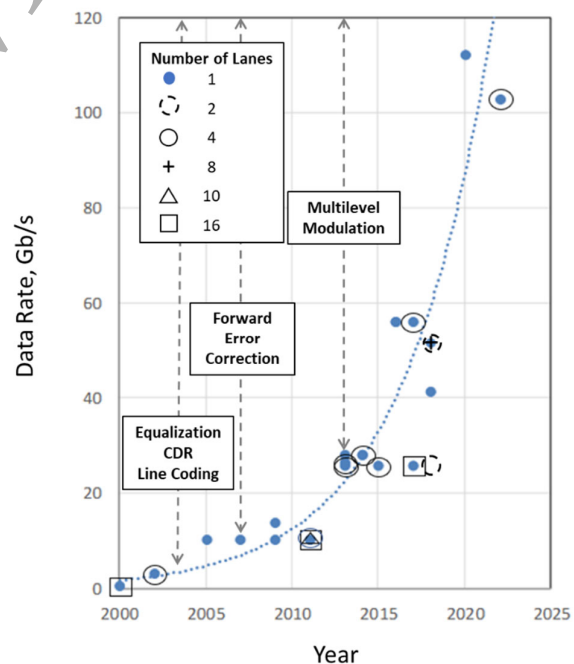 120
100
80
60
40
20
0
Data Rate, Gb/s
Number of Lanes
1
2
4
8
10
16
Multilevel
Modulation
Forward
Error
Correction
Equalization
CDR
Line Coding
2000 2005 2010 2015 2020 2025
Year